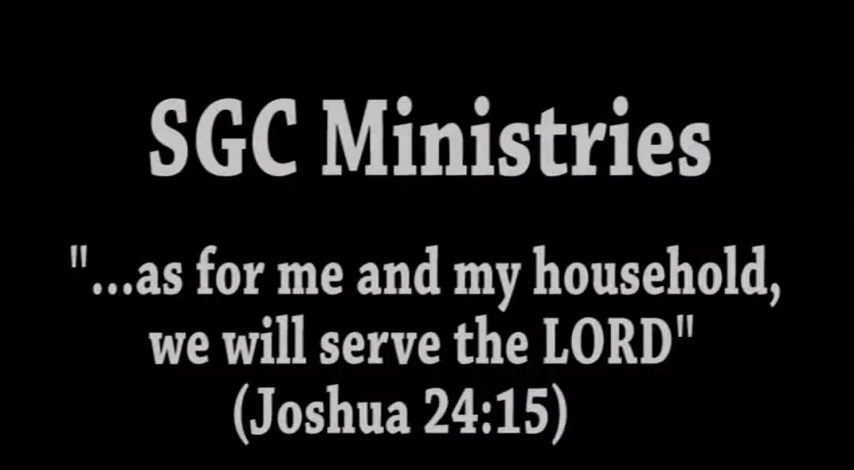 SGC Ministries
"...as for me and my household,
we will serve the LORD"
(Joshua 24:15)